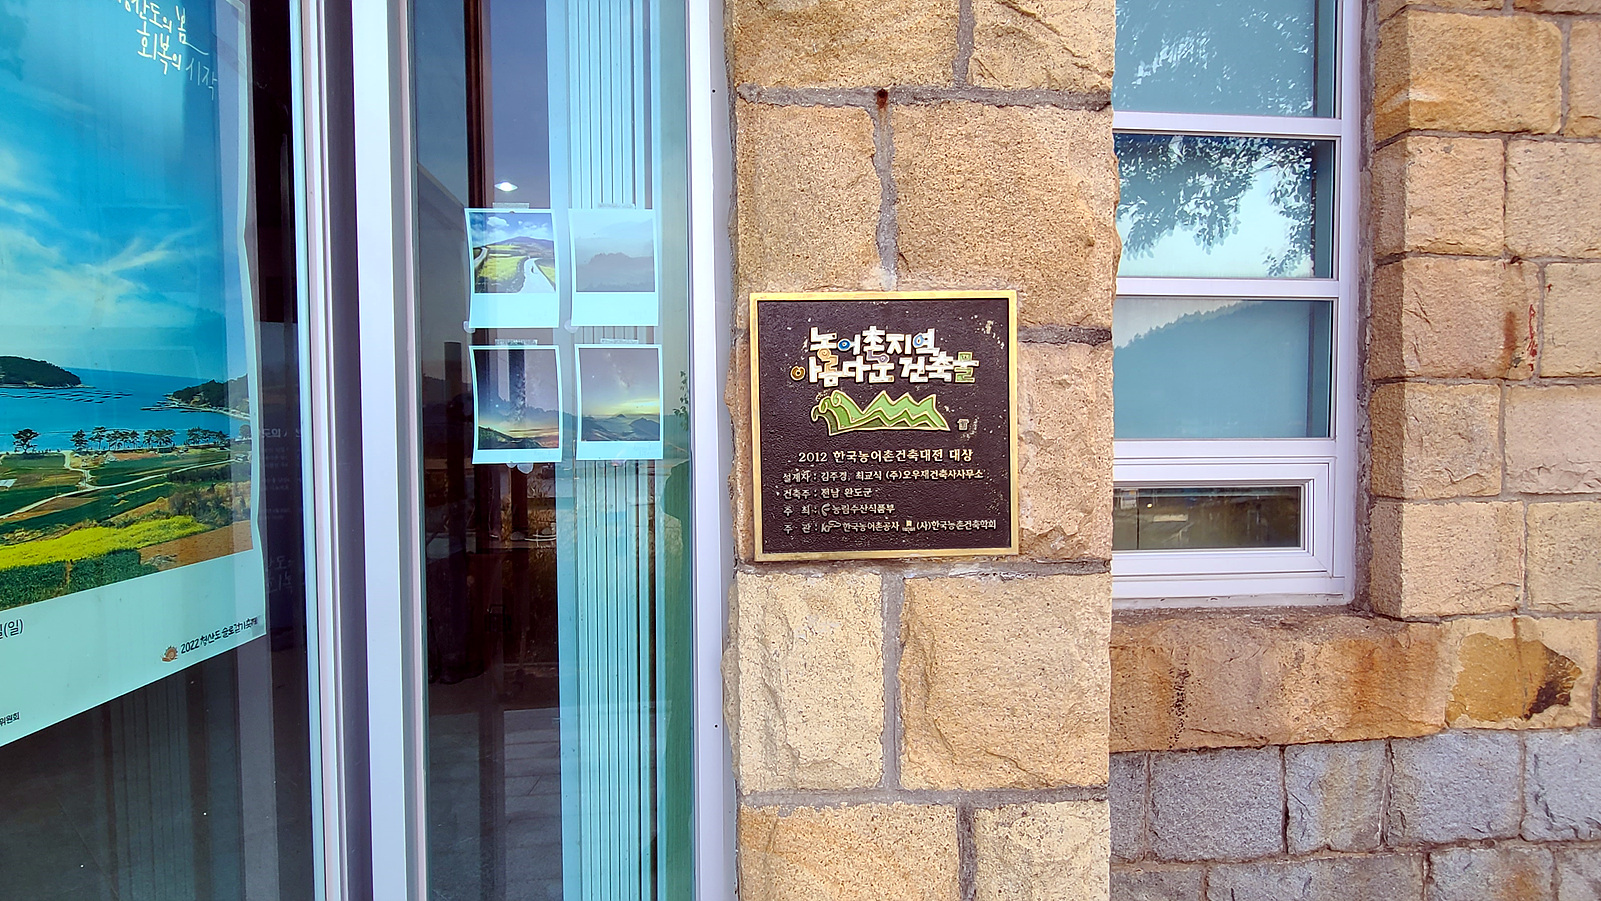 청산도의 봄
회복의 시작
일(일)
2022 청산도 슬로걷기축제
위원회
농어촌지역
아름다운 건축물
2012 한국농어촌건축대전 대상
설계자 : 김주경, 최교식 (주)오우재건축사사무소
건축주 : 전남 완도군
주 최 : 농림수산식품부
주 관 : 한국농어촌공사 (사)한국농촌건축학회